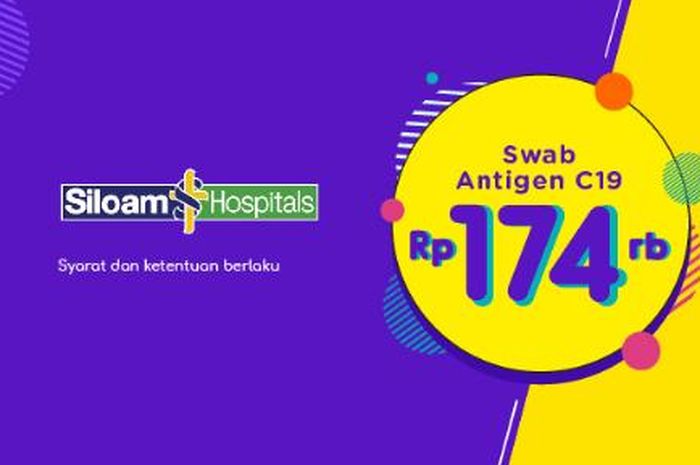 Siloam Hospitals
Syarat dan ketentuan berlaku
Swab
Antigen C19
Rp 174 rb